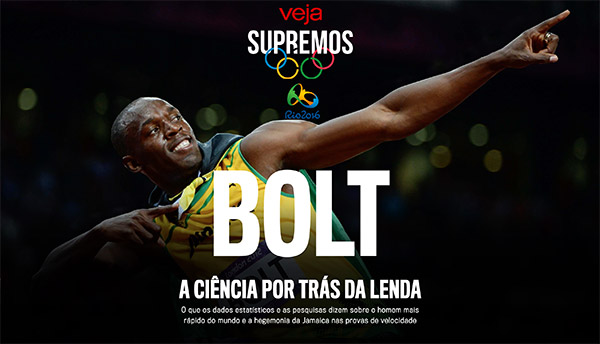 veja
SUPREMOS
Rio2016
BOLT
A CIÊNCIA POR TRÁS DA LENDA
O que os dados estatísticos e as pesquisas dizem sobre o homem mais
rápido do mundo e a hegemonia da Jamaica nas provas de velocidade